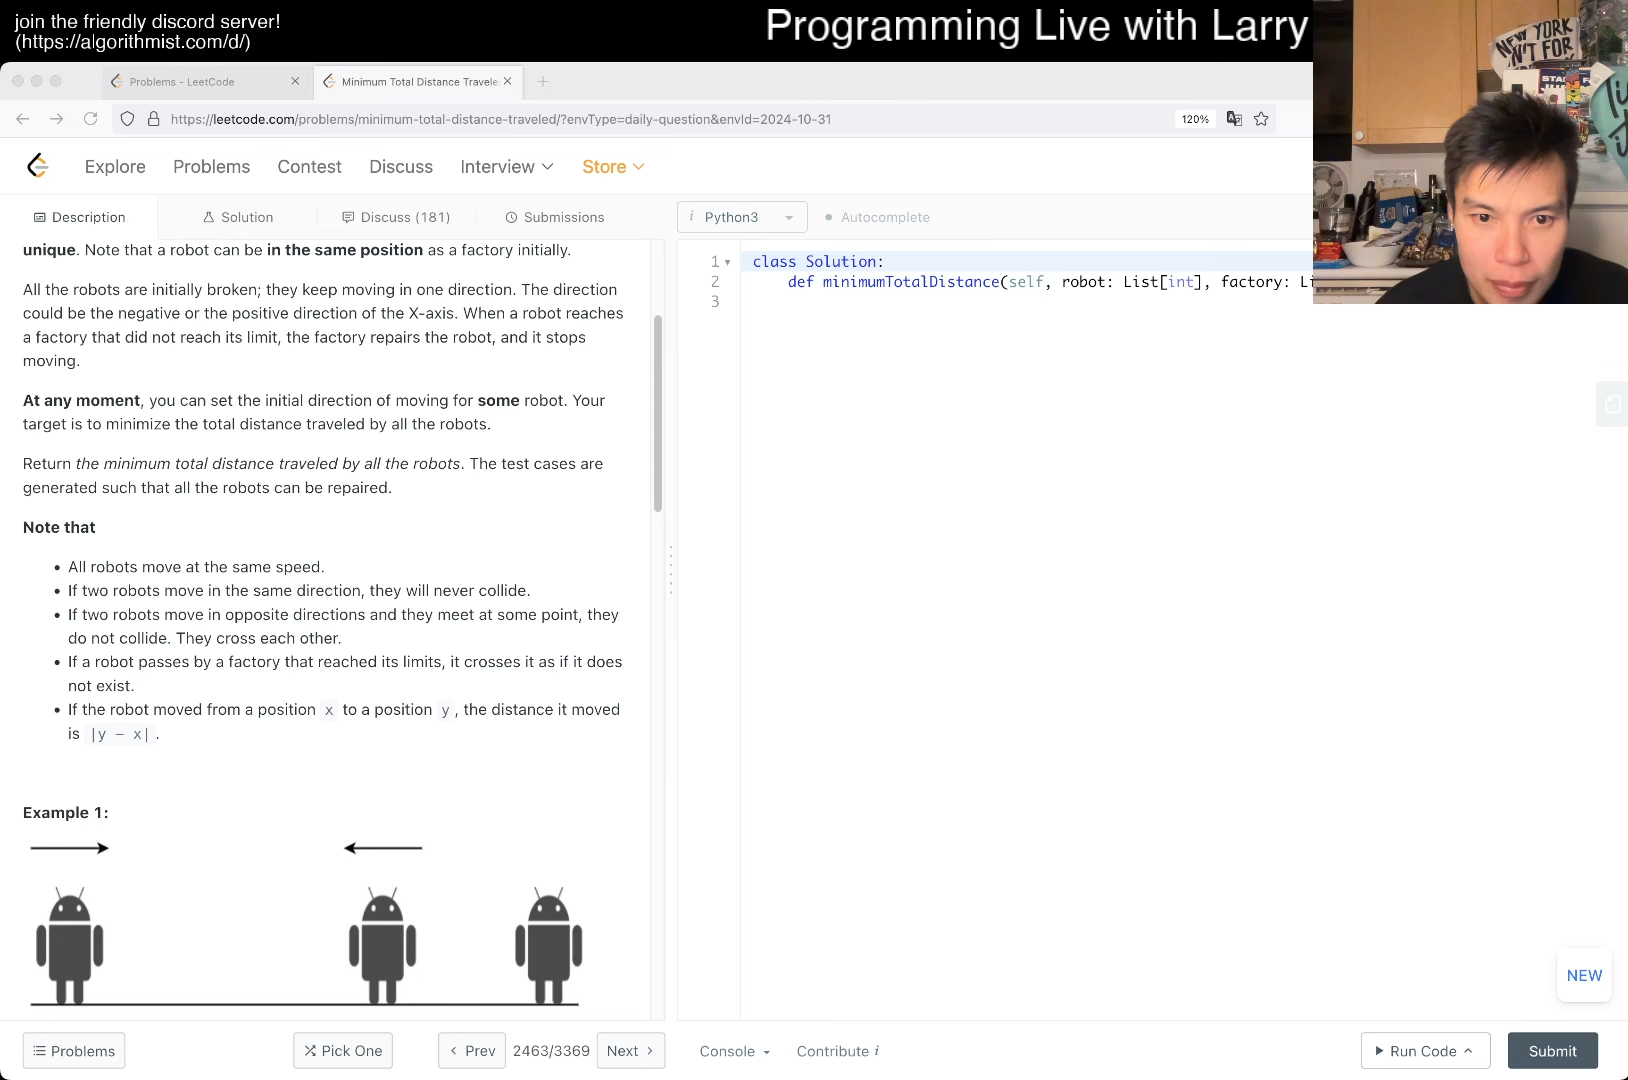 join the friendly discord server!
(https://algorithmist.com/d/)
Programming Live with Larry
NEW YORK
Problems - LeetCode
Minimum Total Distance Travele
https://leetcode.com/problems/minimum-total-distance-traveled/?envType=daily-question&envId=2024-10-31
120%
Explore
Problems
Contest
Discuss
Interview
Store
Description
Solution
Discuss (181)
Submissions
i Python3
Autocomplete
unique. Note that a robot can be in the same position as a factory initially.
All the robots are initially broken; they keep moving in one direction. The direction
could be the negative or the positive direction of the X-axis. When a robot reaches
a factory that did not reach its limit, the factory repairs the robot, and it stops
moving.
At any moment, you can set the initial direction of moving for some robot. Your
target is to minimize the total distance traveled by all the robots.
Return the minimum total distance traveled by all the robots. The test cases are
generated such that all the robots can be repaired.
Note that
• All robots move at the same speed.
• If two robots move in the same direction, they will never collide.
• If two robots move in opposite directions and they meet at some point, they
do not collide. They cross each other.
• If a robot passes by a factory that reached its limits, it crosses it as if it does
not exist.
• If the robot moved from a position x to a position y, the distance it moved
is |y - x|.
Example 1:
1 class Solution:
2 def minimumTotalDistance(self, robot: List[int], factory: Li
3
NEW
Problems
Pick One
Prev
2463/3369
Next
Console
Contribute i
Run Code
Submit